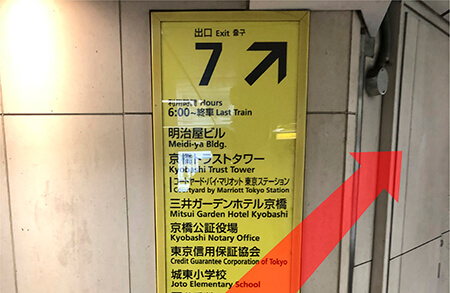 出口 Exit 출구
7
利用時間 Hours
6:00~終車 Last Train
明治屋ビル
Meidi-ya Bldg.
京橋トラストタワー
Kyobashi Trust Tower
コートヤード・バイ・マリオット 東京ステーション
Courtyard by Marriott Tokyo Station
三井ガーデンホテル京橋
Mitsui Garden Hotel Kyobashi
京橋公証役場
Kyobashi Notary Office
東京信用保証協会
Credit Guarantee Corporation of Tokyo
城東小学校
Joto Elementary School